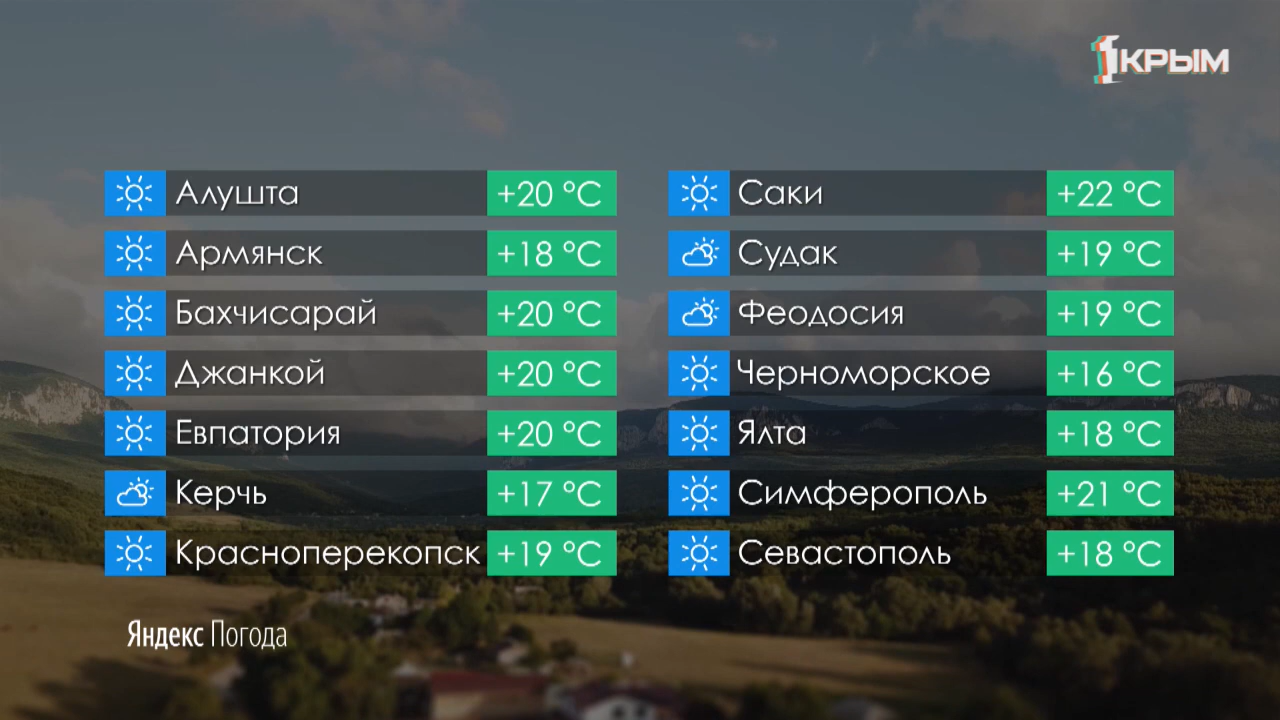 1КРЫМ
Алушта +20 °C
Армянск +18 °C
Бахчисарай +20 °C
Джанкой +20 °C
Евпатория +20 °C
Керчь +17 °C
Красноперекопск +19 °C
Саки +22 °C
Судак +19 °C
Феодосия +19 °C
Черноморское +16 °C
Ялта +18 °C
Симферополь +21 °C
Севастополь +18 °C
Яндекс Погода